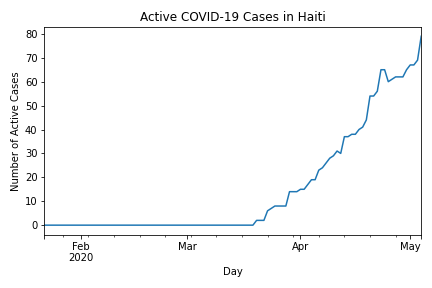 Active COVID-19 Cases in Haiti
Number of Active Cases
80
70
60
50
40
30
20
10
0
Feb Mar Apr May
2020
Day